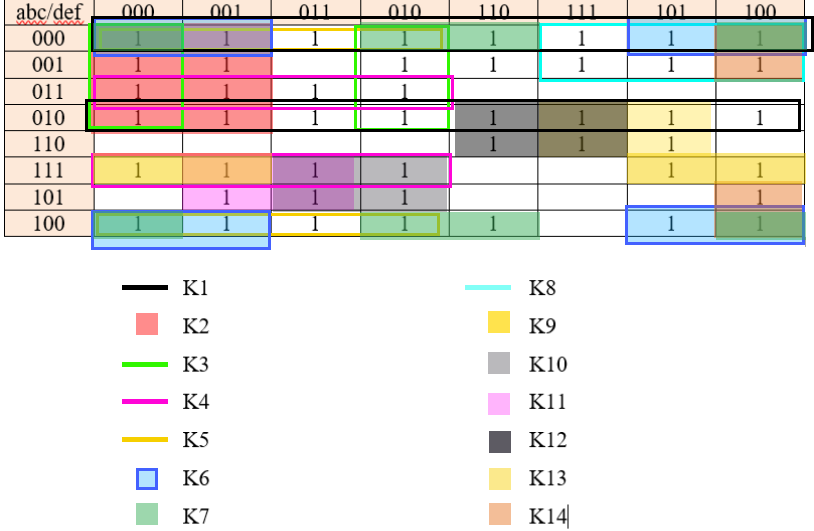 abc/def 000 001 011 010 110 111 101 100
000 1 1 1 1 1 1 1 1
001 1 1 1 1 1 1 1
011 1 1 1 1
010 1 1 1 1 1 1 1 1
110 1 1 1
111 1 1 1 1 1 1
101 1 1 1 1
100 1 1 1 1 1 1 1
K1 K8
K2 K9
K3 K10
K4 K11
K5 K12
K6 K13
K7 K14